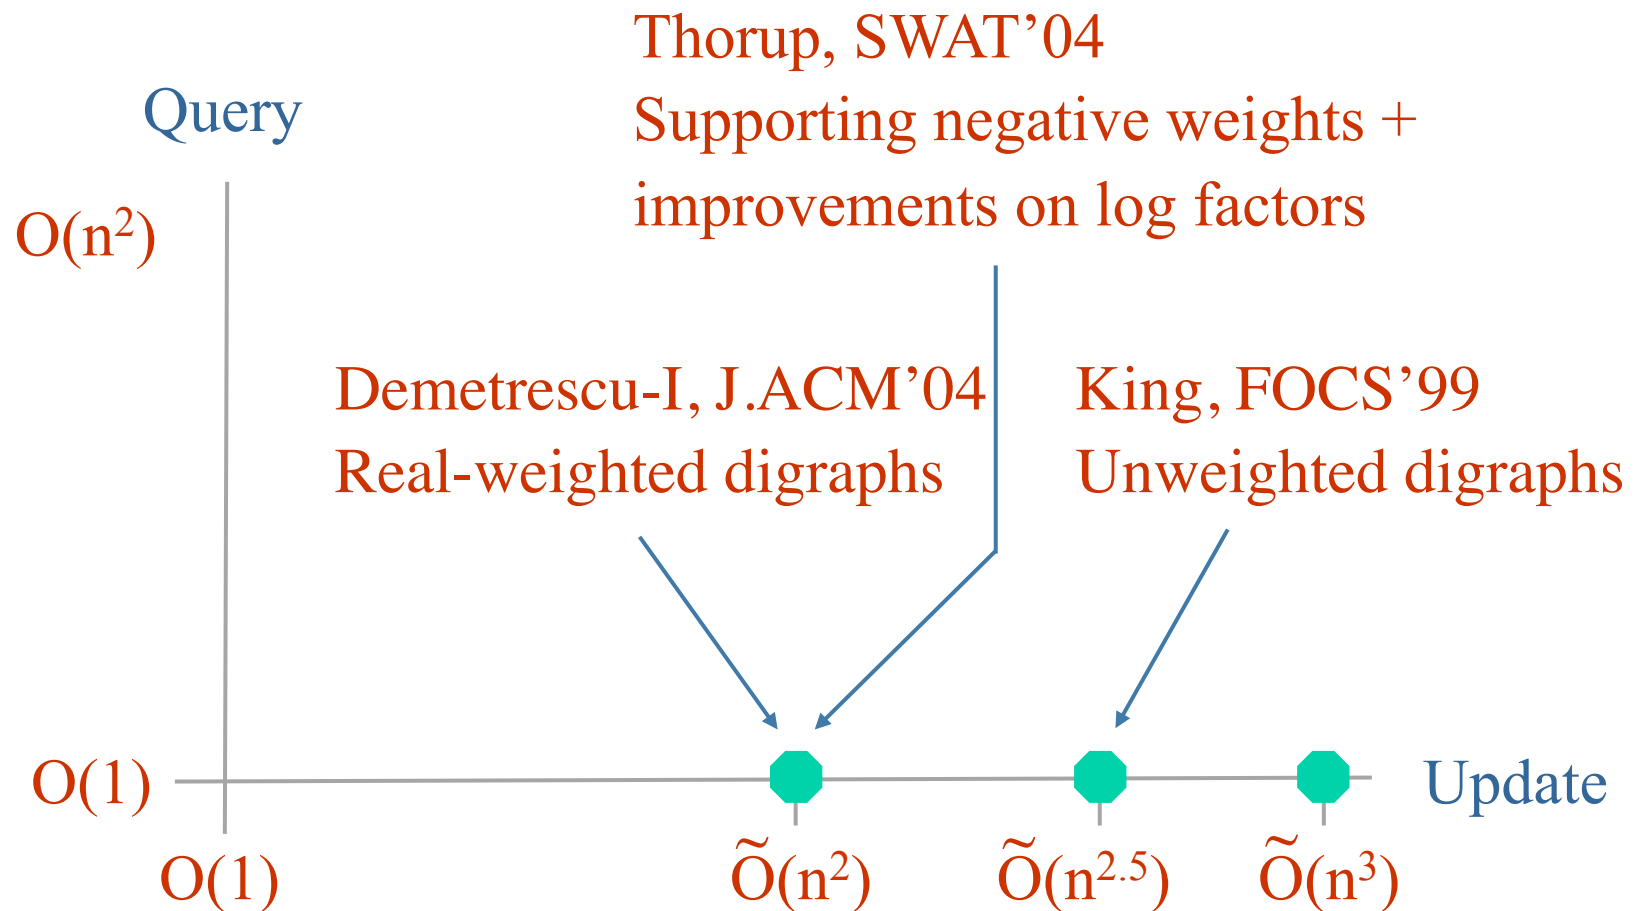 Thorup, SWAT’04
Supporting negative weights +
improvements on log factors
Query
O(n²)
Demetrescu-I, J.ACM’04
Real-weighted digraphs
King, FOCS’99
Unweighted digraphs
O(1)
Update
O(1)
Õ(n²)
Õ(n²·⁵)
Õ(n³)